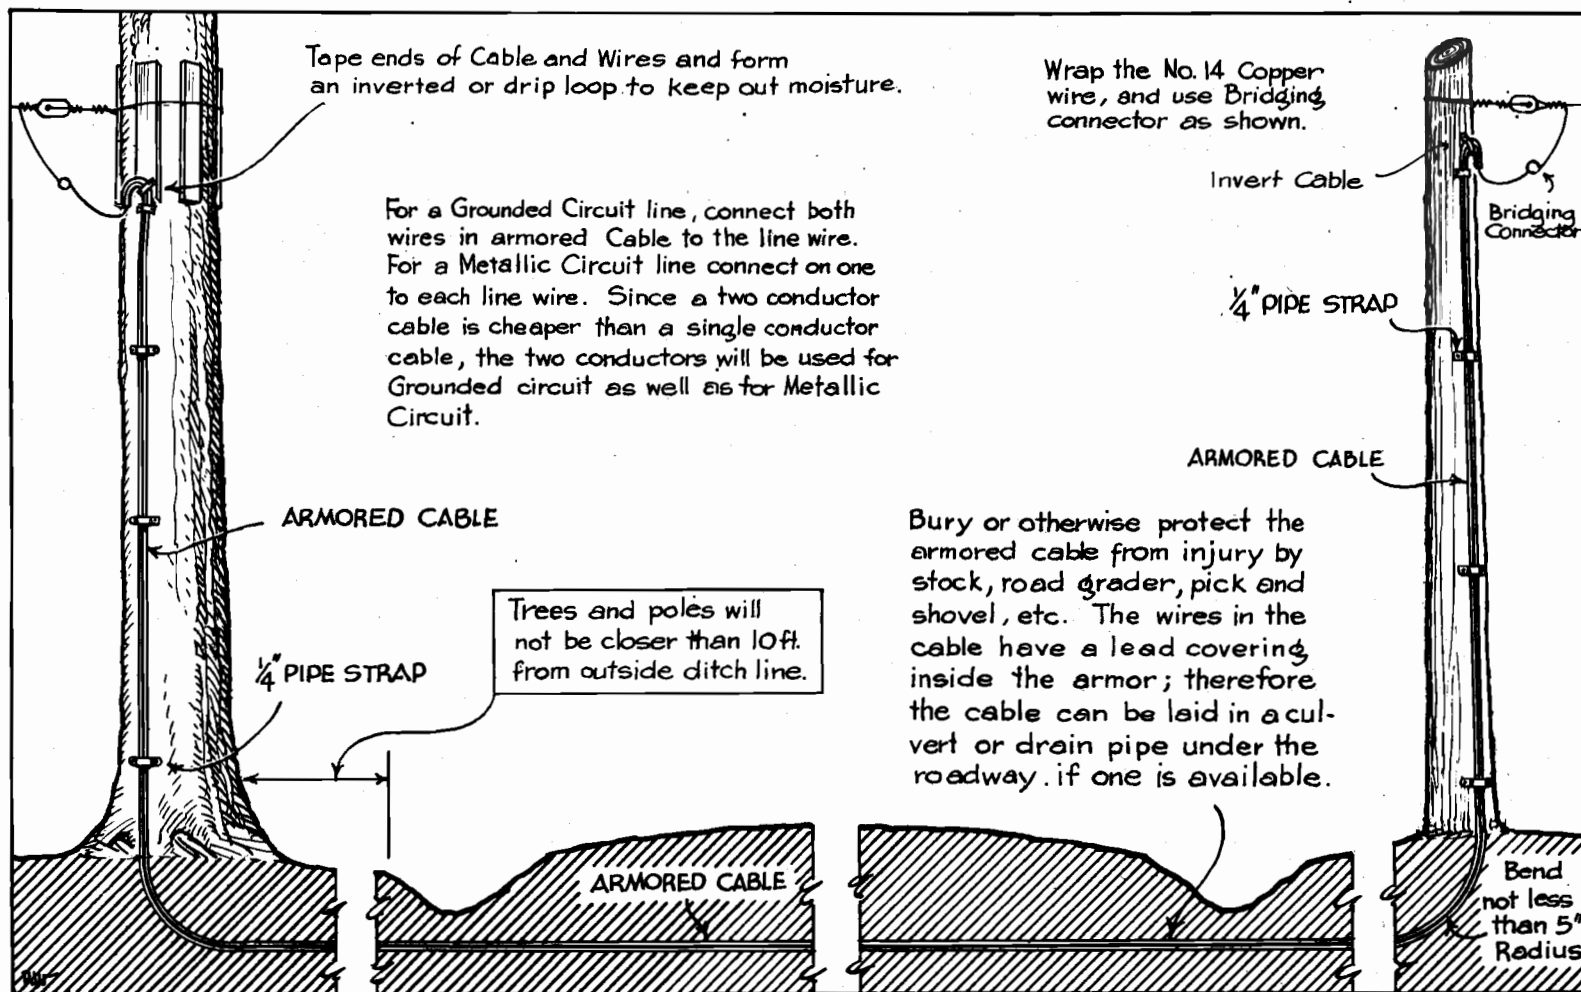 Tape ends of Cable and Wires and form
an inverted or drip loop to keep out moisture.
Wrap the No. 14 Copper
wire, and use Bridging
connector as shown.
Invert Cable
Bridging
Connector
For a Grounded Circuit line, connect both
wires in armored Cable to the line wire.
For a Metallic Circuit line connect on one
to each line wire. Since a two conductor
cable is cheaper than a single conductor
cable, the two conductors will be used for
Grounded circuit as well as for Metallic
Circuit.
1/4" PIPE STRAP
ARMORED CABLE
ARMORED CABLE
Bury or otherwise protect the
armored cable from injury by
stock, road grader, pick and
shovel, etc. The wires in the
cable have a lead covering
inside the armor; therefore
the cable can be laid in a cul-
vert or drain pipe under the
roadway. if one is available.
Trees and poles will
not be closer than 10ft.
from outside ditch line.
1/4" PIPE STRAP
ARMORED CABLE
Bend
not less
than 5"
Radius